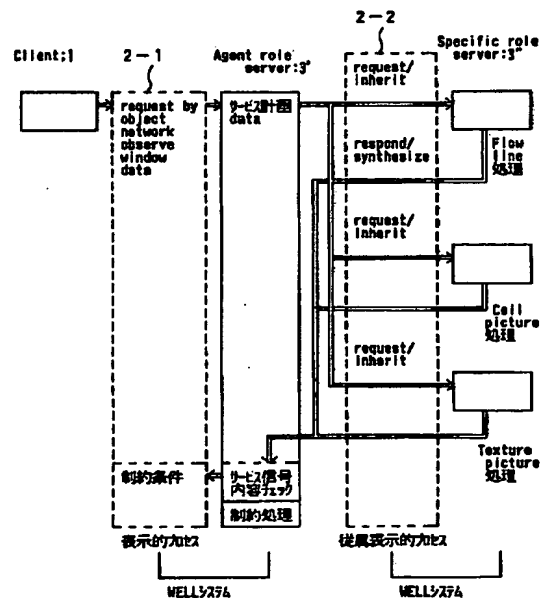 2-2
Client:1
2-1
Agent role
server:3'
Specific role
server:3"
request by
object
network
observe
window
data
サービス計画
data
request/
inherit
respond/
synthesize
Flow
line
処理
request/
inherit
Cell
picture
処理
request/
inherit
Texture
picture
処理
制約条件
サービス信号
内容チェック
制約処理
表示的プロセス
従属表示的プロセス
WELLシステム
WELLシステム